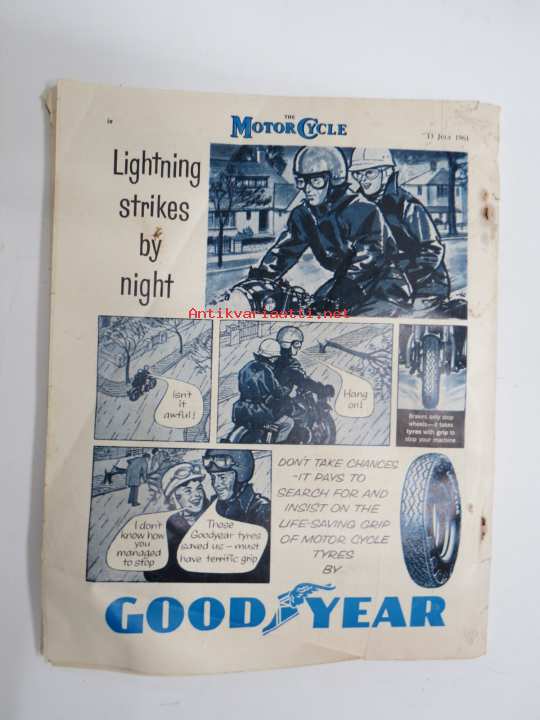 iv
THE
MOTOR CYCLE
13 JULY 1961
Lightning
strikes
by
night
Antikvariaatti.net
Isn't
it
awful!
Hang
on!
Brakes only stop
wheels—it takes
tyres with grip to
stop your machine
I don't
know how
you
managed
to stop
Those
Goodyear tyres
saved us — must
have terrific grip
DON'T TAKE CHANCES
-IT PAYS TO
SEARCH FOR AND
INSIST ON THE
LIFE-SAVING GRIP
OF MOTOR CYCLE
TYRES
BY
GOOD YEAR